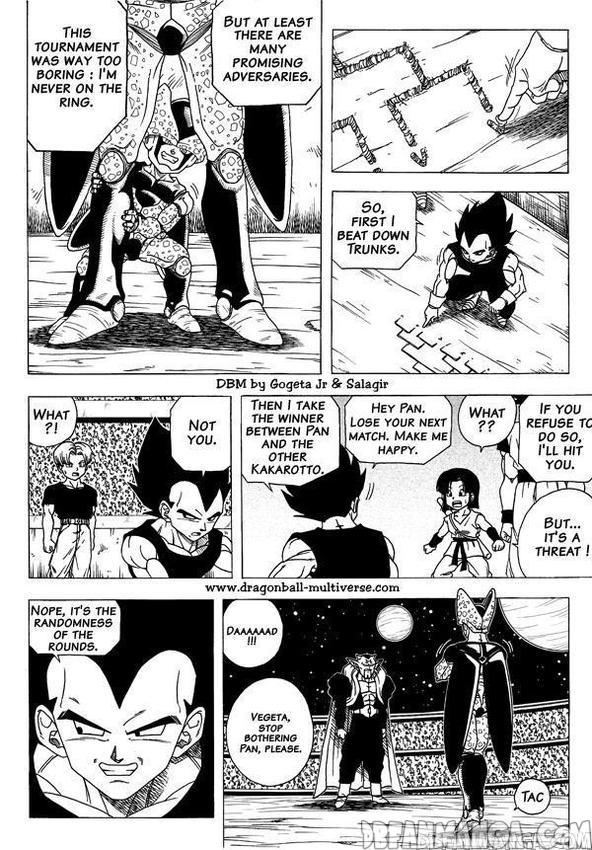 THIS
TOURNAMENT
WAS WAY TOO
BORING : I'M
NEVER ON THE
RING.
BUT AT LEAST
THERE ARE
MANY
PROMISING
ADVERSARIES.
SO,
FIRST I
BEAT DOWN
TRUNKS.
DBM by Gogeta Jr & Salagir
WHAT
?!
NOT
YOU.
THEN I TAKE
THE WINNER
BETWEEN PAN
AND THE
OTHER
KAKAROTTO.
HEY PAN.
LOSE YOUR NEXT
MATCH. MAKE ME
HAPPY.
WHAT
??
IF YOU
REFUSE TO
DO SO,
I'LL HIT
YOU.
BUT...
IT'S A
THREAT !
www.dragonball-multiverse.com
NOPE, IT'S THE
RANDOMNESS
OF THE
ROUNDS.
DAAAAAD
!!!
VEGETA,
STOP
BOTHERING
PAN, PLEASE.
TAC
DBFANMANGA.COM